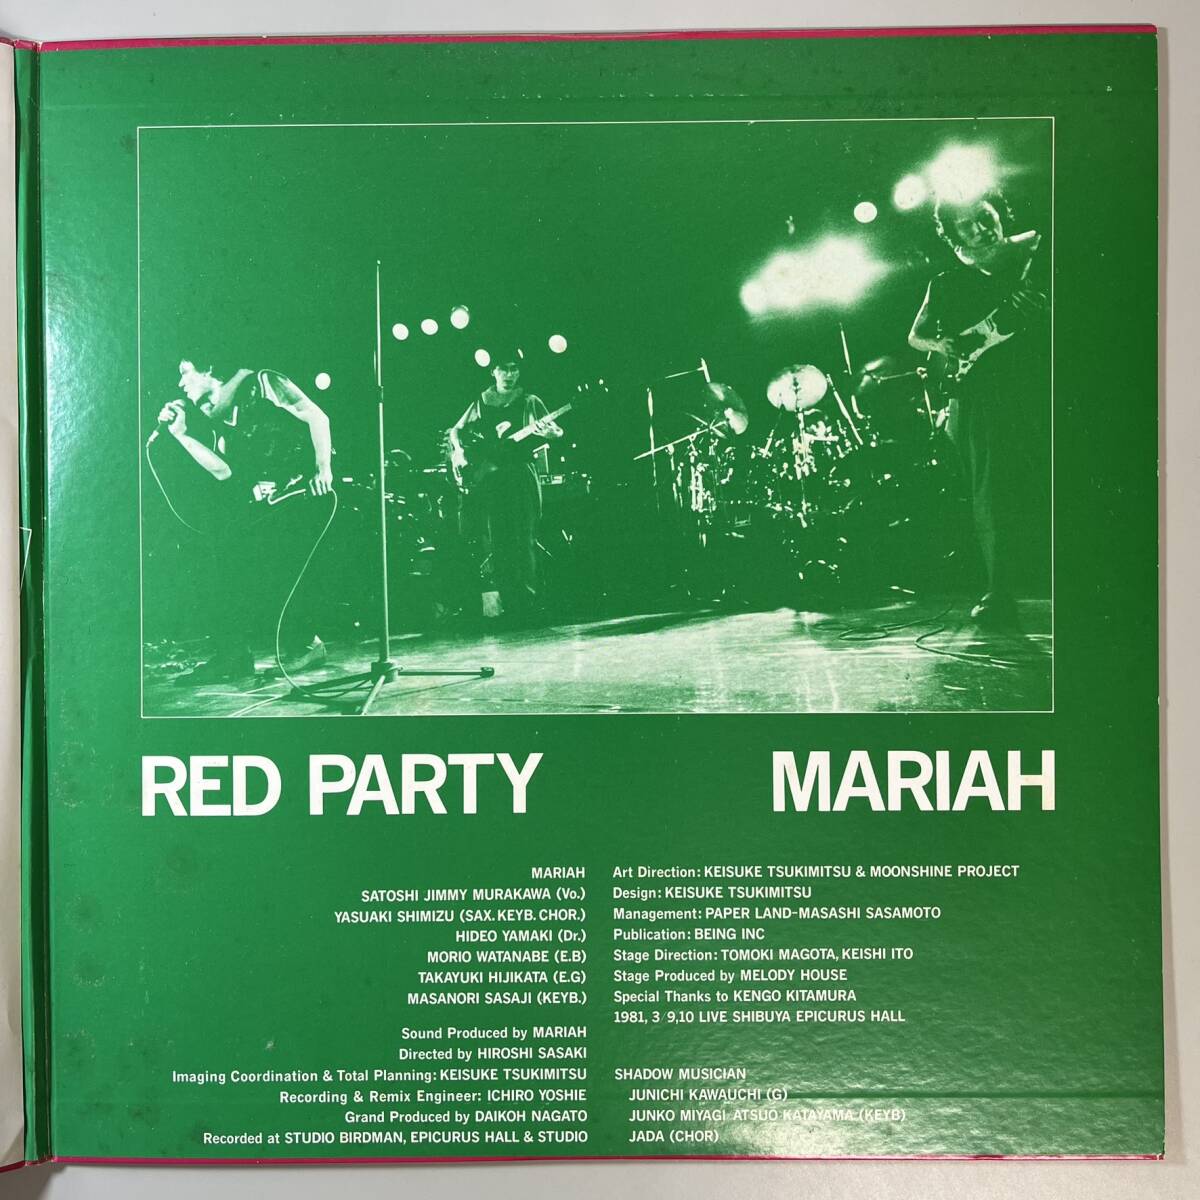 RED PARTY MARIAH
MARIAH
SATOSHI JIMMY MURAKAWA (Vo.)
YASUAKI SHIMIZU (SAX. KEYB. CHOR.)
HIDEO YAMAKI (Dr.)
MORIO WATANABE (E.B)
TAKAYUKI HIJIKATA (E.G)
MASANORI SASAJI (KEYB.)
Sound Produced by MARIAH
Directed by HIROSHI SASAKI
Imaging Coordination & Total Planning: KEISUKE TSUKIMITSU
Recording & Remix Engineer: ICHIRO YOSHIE
Grand Produced by DAIKOH NAGATO
Recorded at STUDIO BIRDMAN, EPICURUS HALL & STUDIO
Art Direction: KEISUKE TSUKIMITSU & MOONSHINE PROJECT
Design: KEISUKE TSUKIMITSU
Management: PAPER LAND-MASASHI SASAMOTO
Publication: BEING INC
Stage Direction: TOMOKI MAGOTA, KEISHI ITO
Stage Produced by MELODY HOUSE
Special Thanks to KENGO KITAMURA
1981, 3/9,10 LIVE SHIBUYA EPICURUS HALL
SHADOW MUSICIAN
JUNICHI KAWAUCHI (G)
JUNKO MIYAGI ATSUO KATAYAMA (KEYB)
JADA (CHOR)